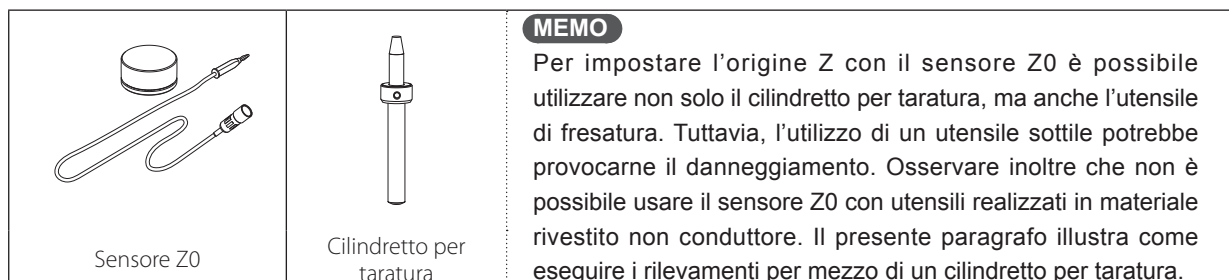 Sensore Z0
Cilindretto per
taratura
MEMO
Per impostare l'origine Z con il sensore Z0 è possibile
utilizzare non solo il cilindretto per taratura, ma anche l'utensile
di fresatura. Tuttavia, l'utilizzo di un utensile sottile potrebbe
provocarne il danneggiamento. Osservare inoltre che non è
possibile usare il sensore Z0 con utensili realizzati in materiale
rivestito non conduttore. Il presente paragrafo illustra come
eseguire i rilevamenti per mezzo di un cilindretto per taratura.